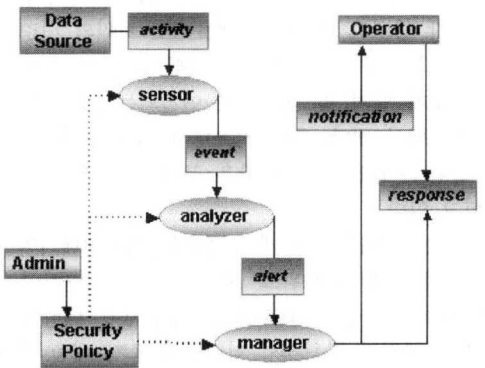 Data
Source
activity
Operator
sensor
notification
event
response
analyzer
Admin
alert
Security
Policy
manager